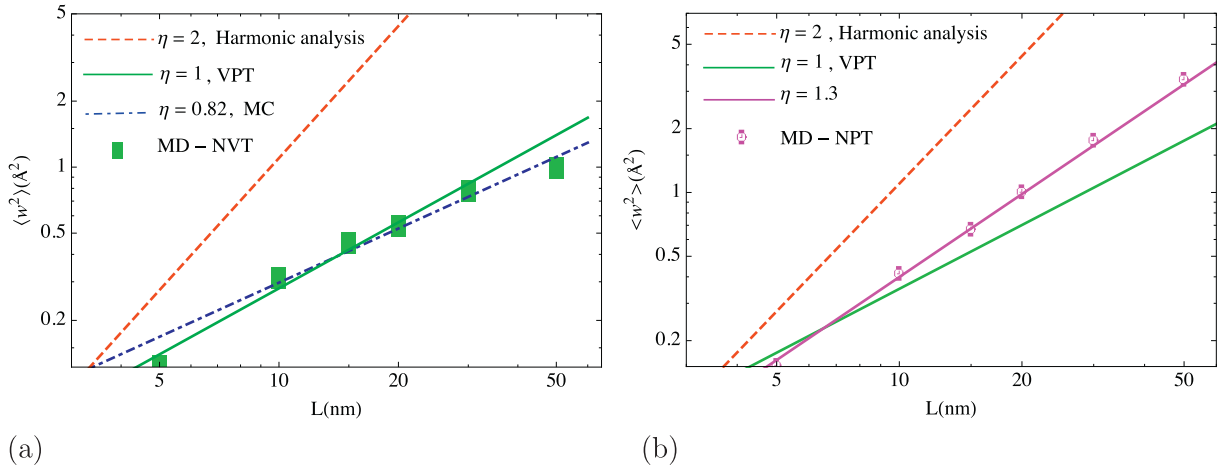 η = 2, Harmonic analysis
η = 1 , VPT
η = 0.82, MC
MD − NVT
⟨w²⟩(Å²)
5
2
1
0.5
0.2
5 10 20 50
L(nm)
(a)
η = 2 , Harmonic analysis
η = 1 , VPT
η = 1.3
MD − NPT
<w²>(Å²)
5
2
1
0.5
0.2
5 10 20 50
L(nm)
(b)